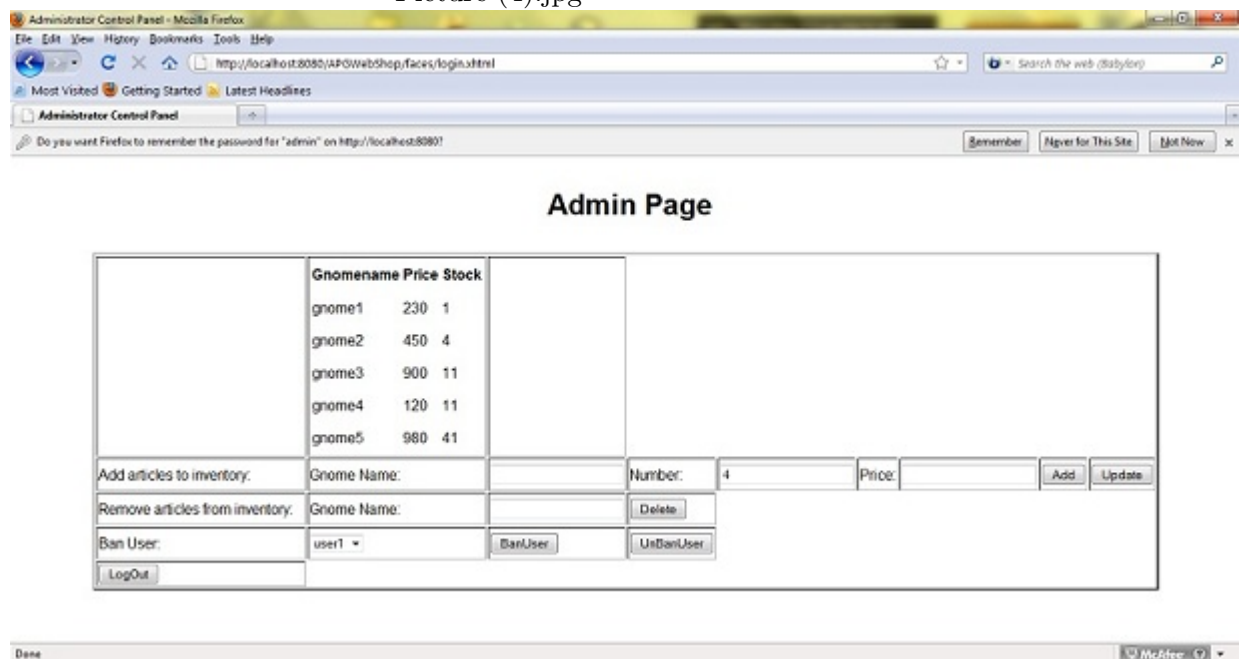 Picture (4).jpg
Administrator Control Panel - Mozilla Firefox
File Edit View History Bookmarks Tools Help
http://localhost:8080/APGWebShop/faces/login.xhtml
Search the web (Babylon)
Most Visited Getting Started Latest Headlines
Administrator Control Panel
Do you want Firefox to remember the password for "admin" on http://localhost:8080?
Remember Never for This Site Not Now
Admin Page
Gnomename Price Stock
gnome1 230 1
gnome2 450 4
gnome3 900 11
gnome4 120 11
gnome5 980 41
Add articles to inventory: Gnome Name: Number: 4 Price: Add Update
Remove articles from inventory: Gnome Name: Delete
Ban User: user1 BanUser UnBanUser
LogOut
Done
McAfee